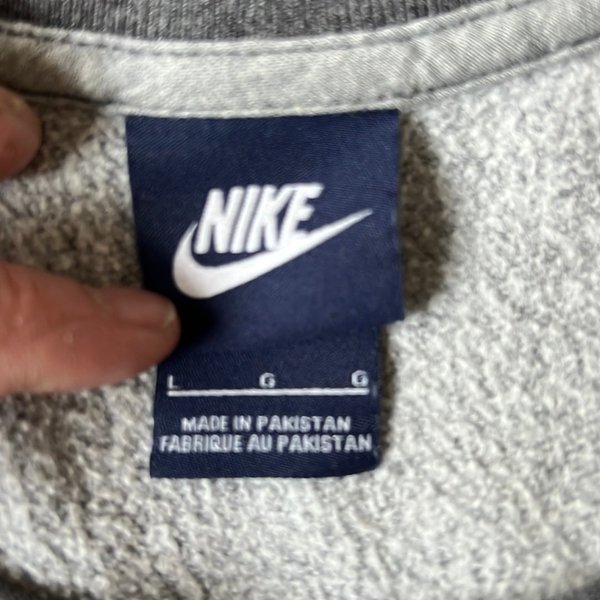 NIKE
L G G
MADE IN PAKISTAN
FABRIQUE AU PAKISTAN